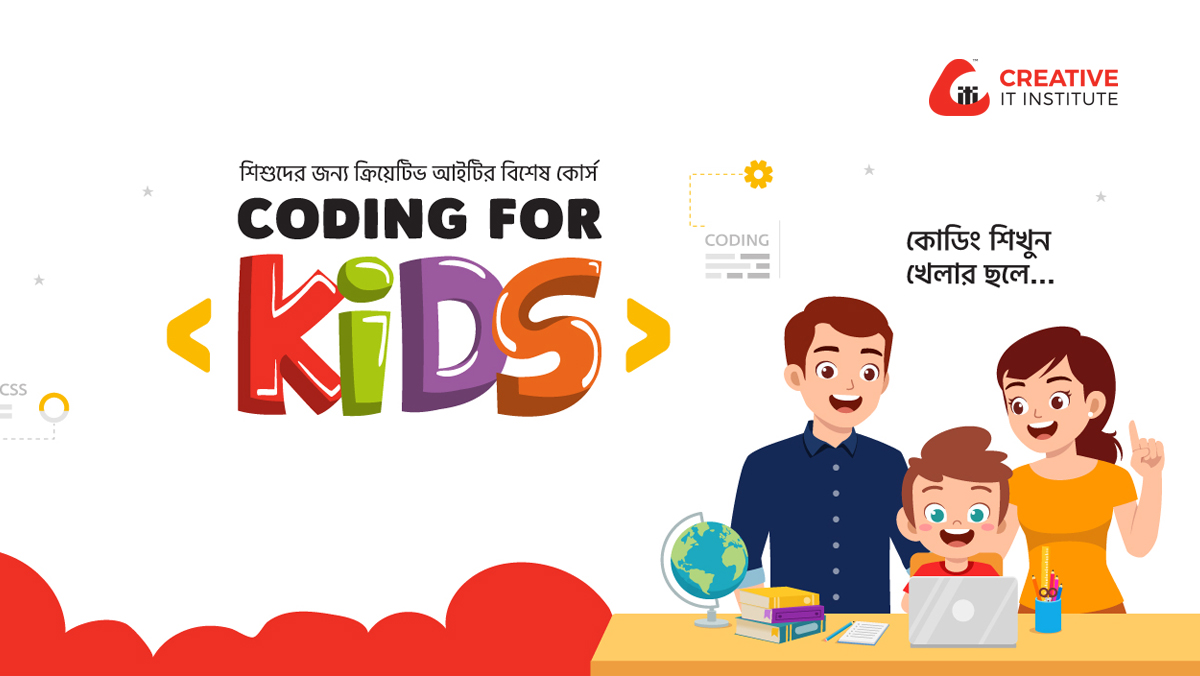 CREATIVE
IT INSTITUTE
শিশুদের জন্য ক্রিয়েটিভ আইটির বিশেষ কোর্স
CODING FOR
<KiDS>
CODING
কোডিং শিখুন
খেলার ছলে...
CSS